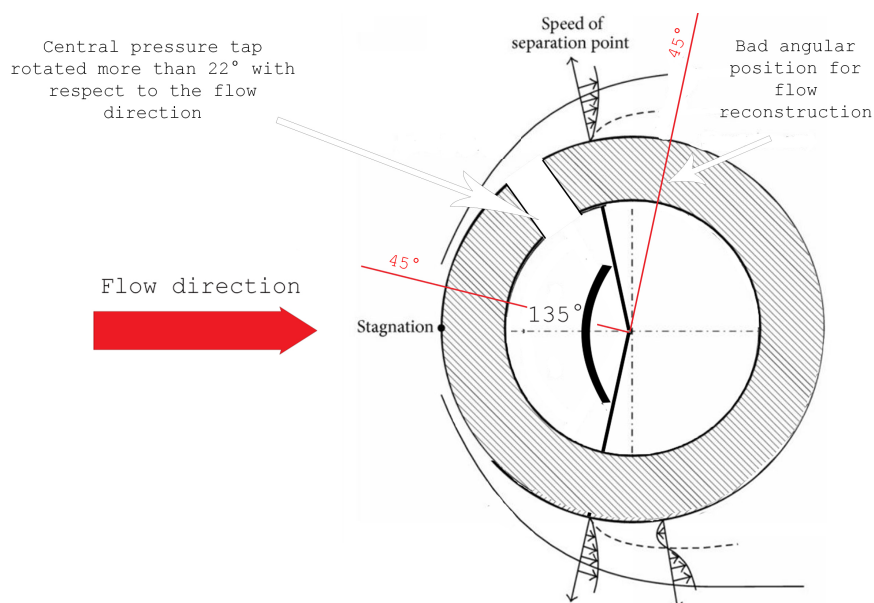 Central pressure tap
rotated more than 22° with
respect to the flow
direction
Speed of
separation point
45°
Bad angular
position for
flow
reconstruction
45°
Flow direction
135°
Stagnation